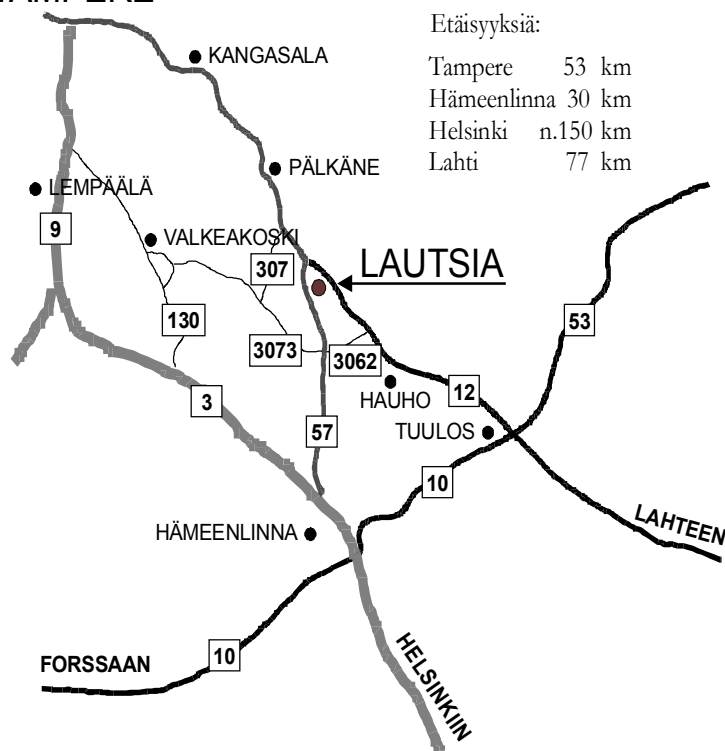 TAMPERE
Etäisyyksiä:
Tampere 53 km
Hämeenlinna 30 km
Helsinki n.150 km
Lahti 77 km
KANGASALA
PÄLKÄNE
LEMPÄÄLÄ
9
VALKEAKOSKI
307
LAUTSIA
130
3073
3062
53
3
HAUHO
12
57
TUULOS
10
HÄMEENLINNA
LAHTEEN
FORSSAAN
10
HELSINKIIN